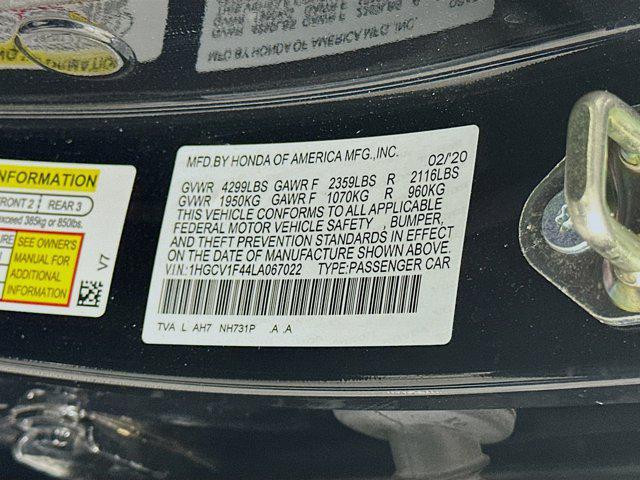 MFD.BY HONDA OF AMERICA MFG.,INC.
02/'20
GVWR 4299LBS GAWR F 2359LBS R 2116LBS
GVWR 1950KG GAWR F 1070KG R 960KG
THIS VEHICLE CONFORMS TO ALL APPLICABLE
FEDERAL MOTOR VEHICLE SAFETY , BUMPER,
AND THEFT PREVENTION STANDARDS IN EFFECT
ON THE DATE OF MANUFACTURE SHOWN ABOVE.
V.I.N.:1HGCV1F44LA067022 TYPE:PASSENGER CAR
TVA L AH7 NH731P .A .A
INFORMATION
FRONT 2 REAR 3
exceed 385kg or 850lbs.
SEE OWNER'S
MANUAL FOR
ADDITIONAL
INFORMATION
V7